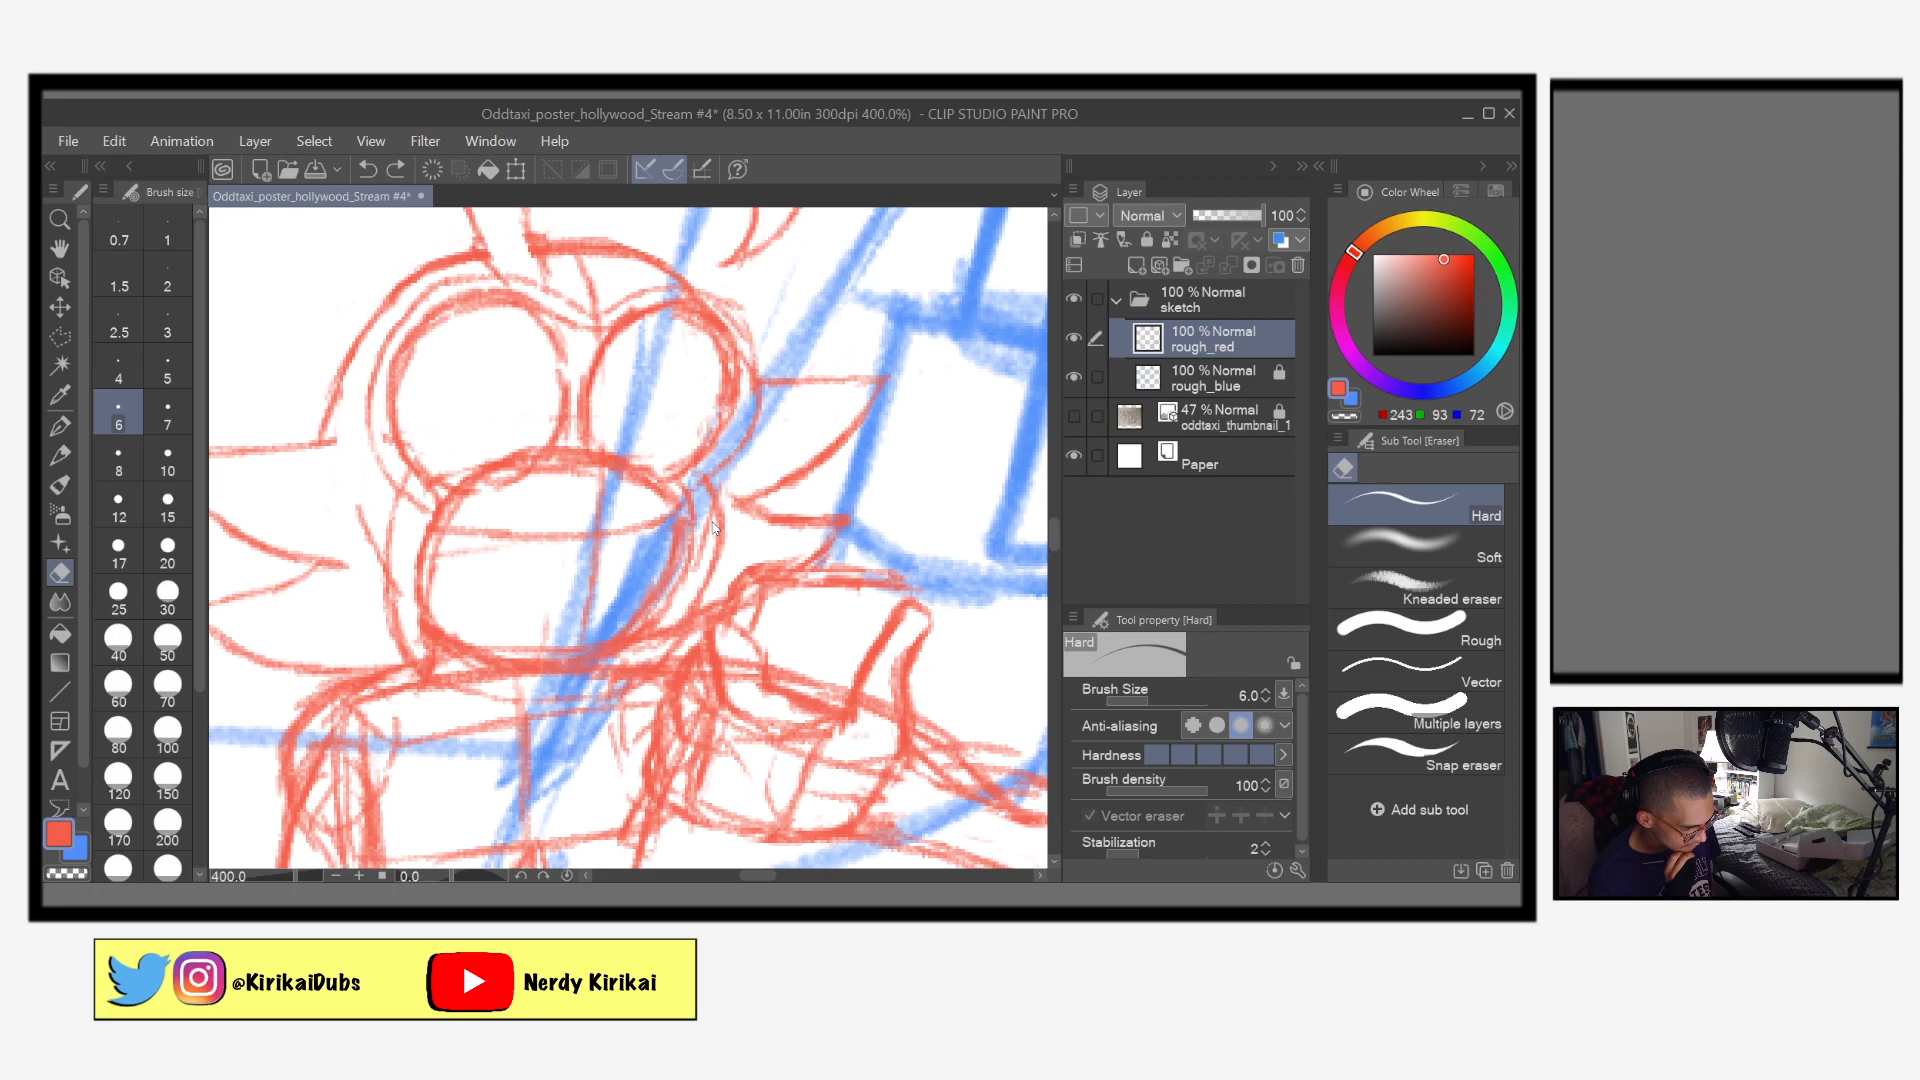 Oddtaxi_poster_hollywood_Stream #4* (8.50 x 11.00in 300dpi 400.0%) - CLIP STUDIO PAINT PRO
File Edit Animation Layer Select View Filter Window Help
Brush size
Oddtaxi_poster_hollywood_Stream #4*
0.7 1
1.5 2
2.5 3
4 5
6 7
8 10
12 15
17 20
25 30
40 50
60 70
80 100
120 150
170 200
400.0 0.0
Layer
Normal 100
100 % Normal
sketch
100 % Normal
rough_red
100 % Normal
rough_blue
47 % Normal
oddtaxi_thumbnail_1
Paper
Tool property [Hard]
Hard
Brush Size 6.0
Anti-aliasing
Hardness
Brush density 100
Vector eraser
Stabilization 2
Color Wheel
243 93 72
Sub Tool [Eraser]
Hard
Soft
Kneaded eraser
Rough
Vector
Multiple layers
Snap eraser
Add sub tool
@KirikaiDubs Nerdy Kirikai